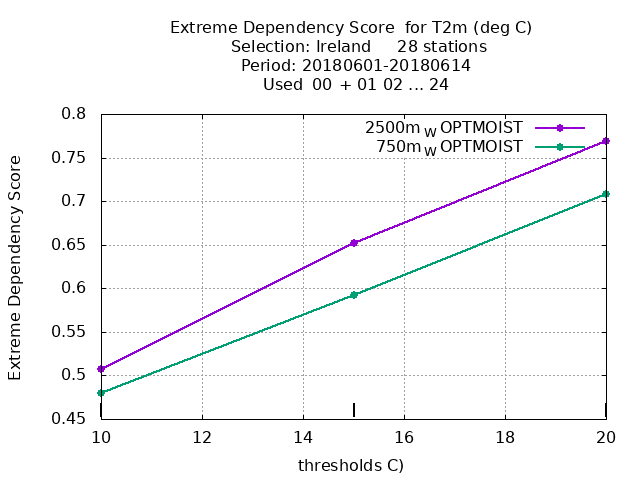 Extreme Dependency Score for T2m (deg C)
Selection: Ireland 28 stations
Period: 20180601-20180614
Used 00 + 01 02 ... 24
2500m WOPTMOIST
750m WOPTMOIST
0.8
0.75
0.7
0.65
0.6
0.55
0.5
0.45
Extreme Dependency Score
10 12 14 16 18 20
thresholds C)